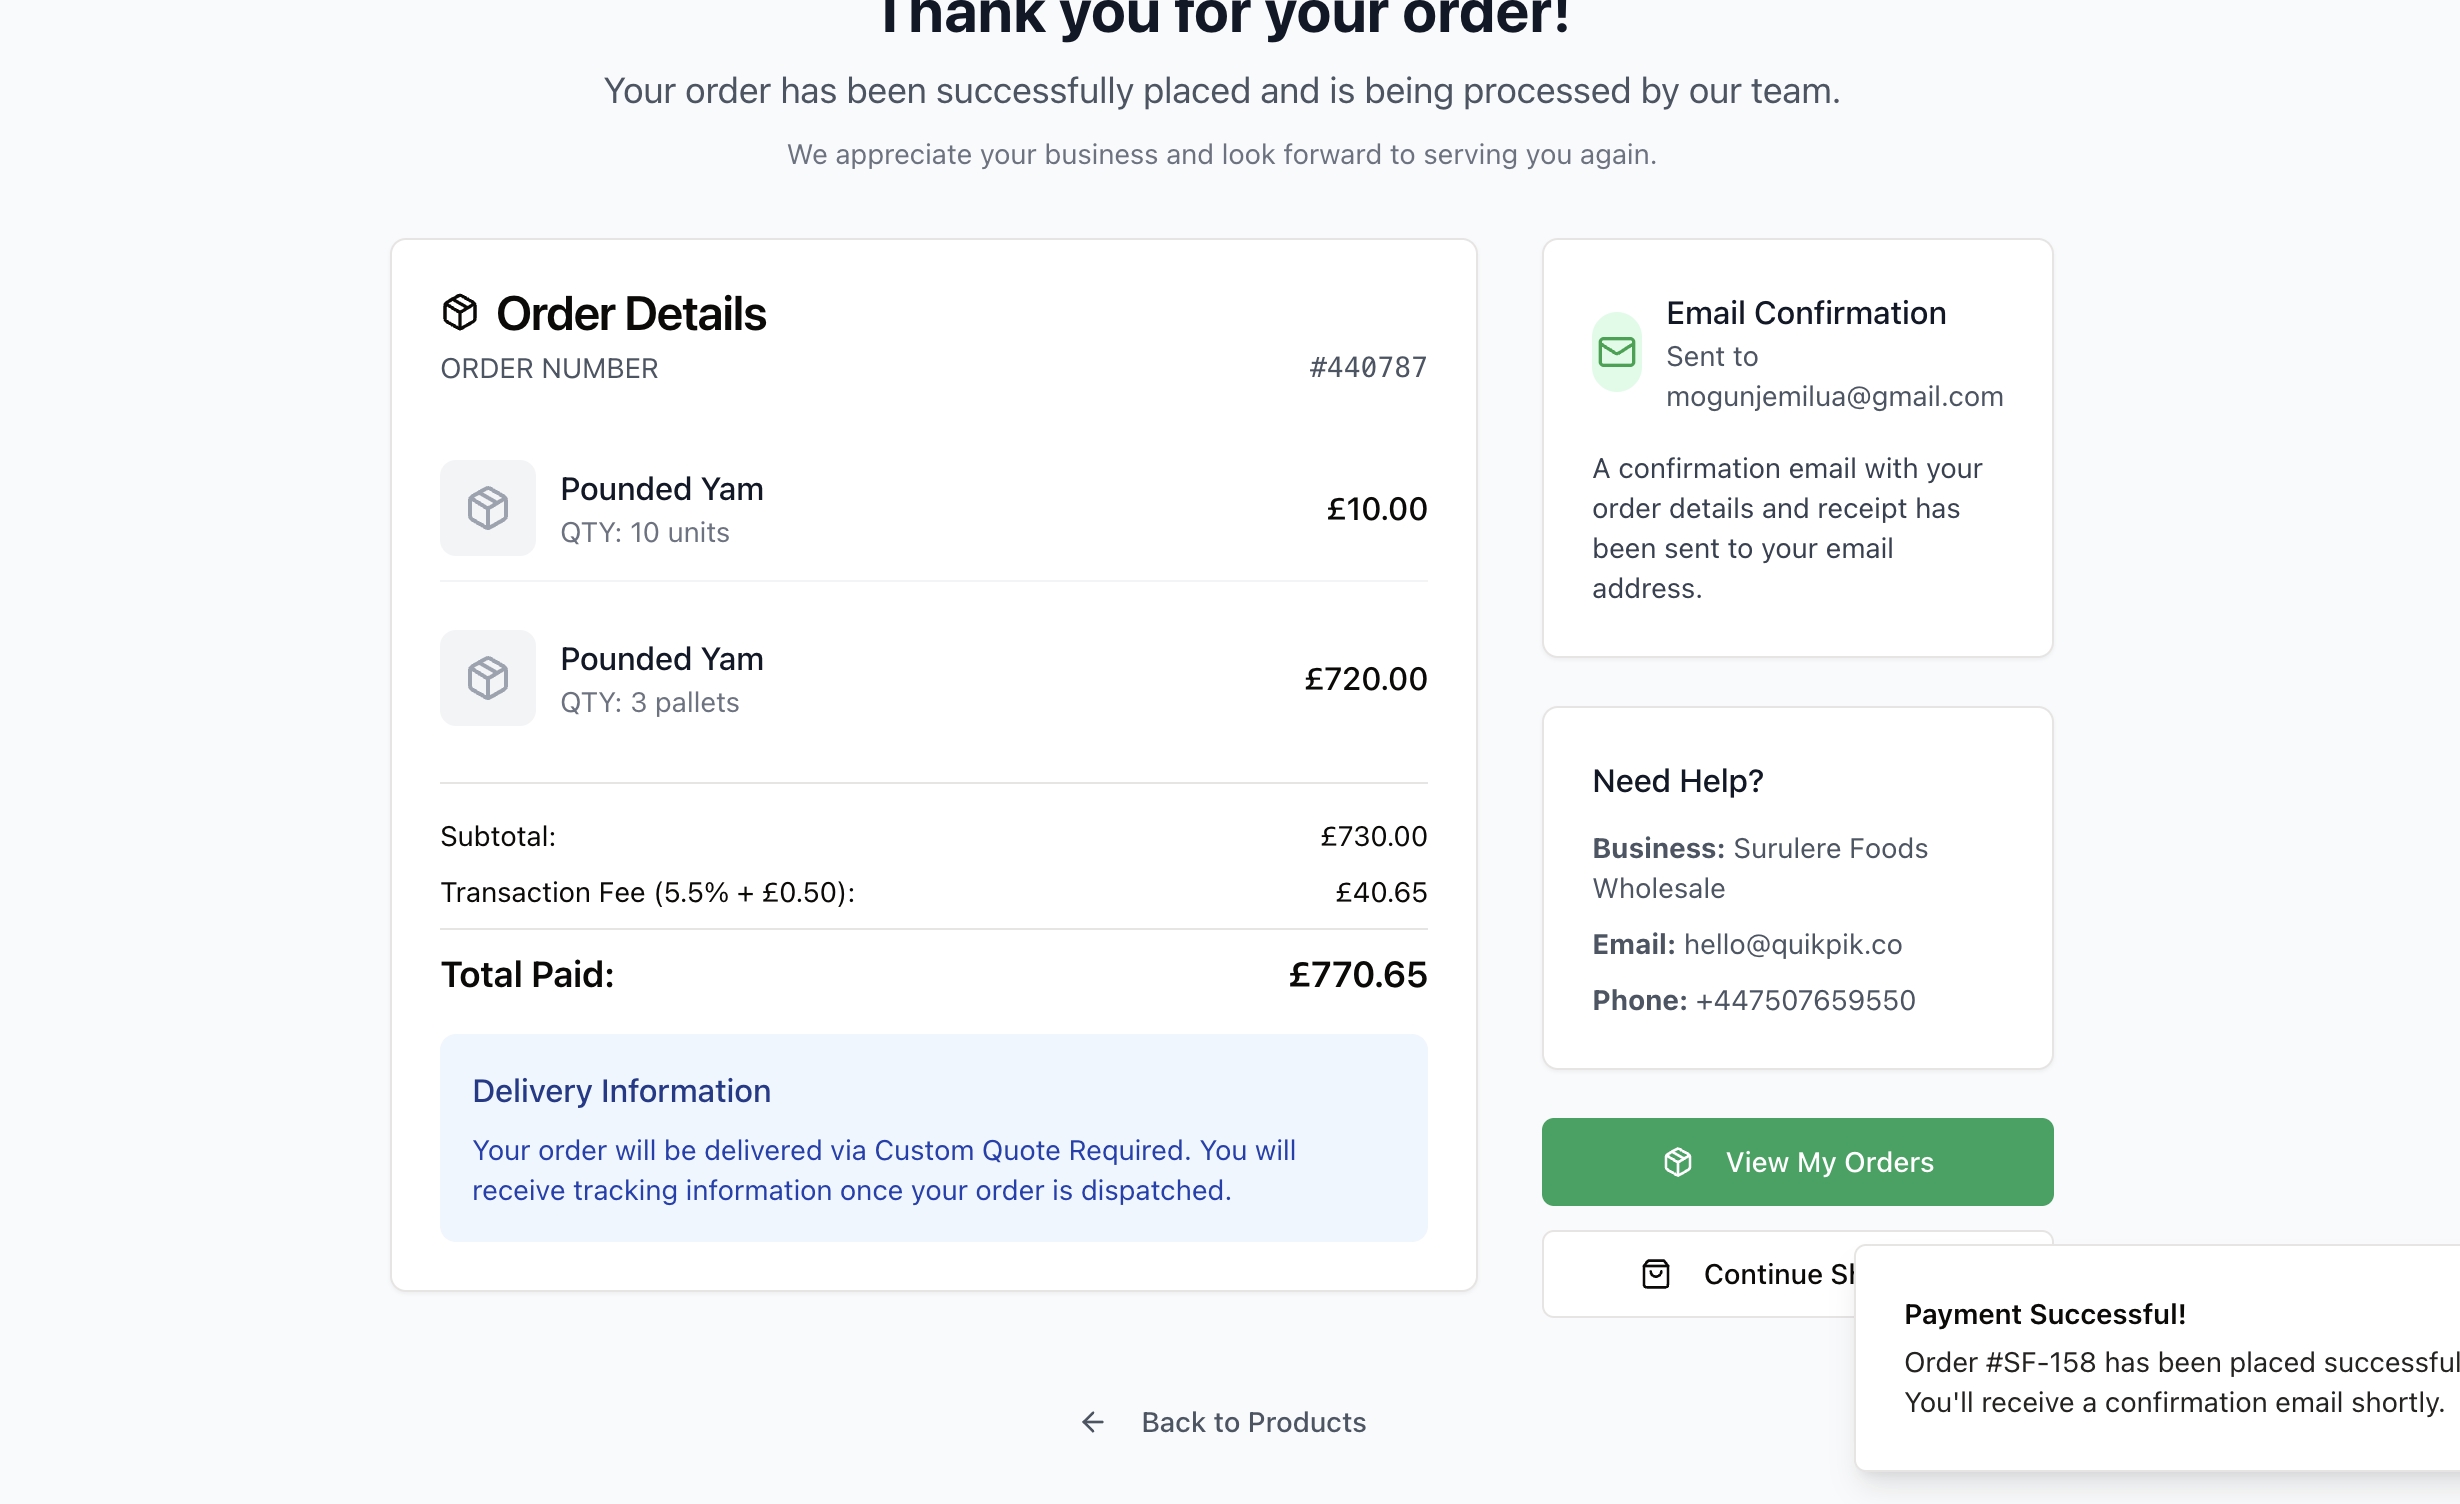 Thank you for your order!
Your order has been successfully placed and is being processed by our team.
We appreciate your business and look forward to serving you again.
Order Details
ORDER NUMBER #440787
Pounded Yam
QTY: 10 units
£10.00
Pounded Yam
QTY: 3 pallets
£720.00
Subtotal: £730.00
Transaction Fee (5.5% + £0.50): £40.65
Total Paid: £770.65
Delivery Information
Your order will be delivered via Custom Quote Required. You will
receive tracking information once your order is dispatched.
Email Confirmation
Sent to
mogunjemilua@gmail.com
A confirmation email with your
order details and receipt has
been sent to your email
address.
Need Help?
Business: Surulere Foods
Wholesale
Email: hello@quikpik.co
Phone: +447507659550
View My Orders
Continue
Payment Successful!
Order #SF-158 has been placed
You'll receive a confirmation email shortly.
Back to Products